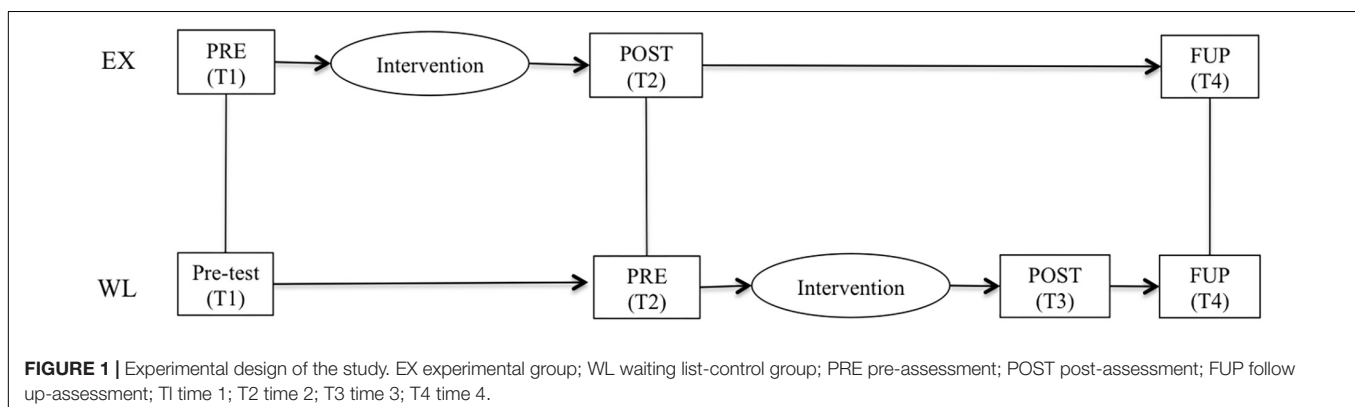 EX
PRE
(T1)
Intervention
POST
(T2)
FUP
(T4)
WL
Pre-test
(T1)
PRE
(T2)
Intervention
POST
(T3)
FUP
(T4)
FIGURE 1 | Experimental design of the study. EX experimental group; WL waiting list-control group; PRE pre-assessment; POST post-assessment; FUP follow
up-assessment; Tl time 1; T2 time 2; T3 time 3; T4 time 4.